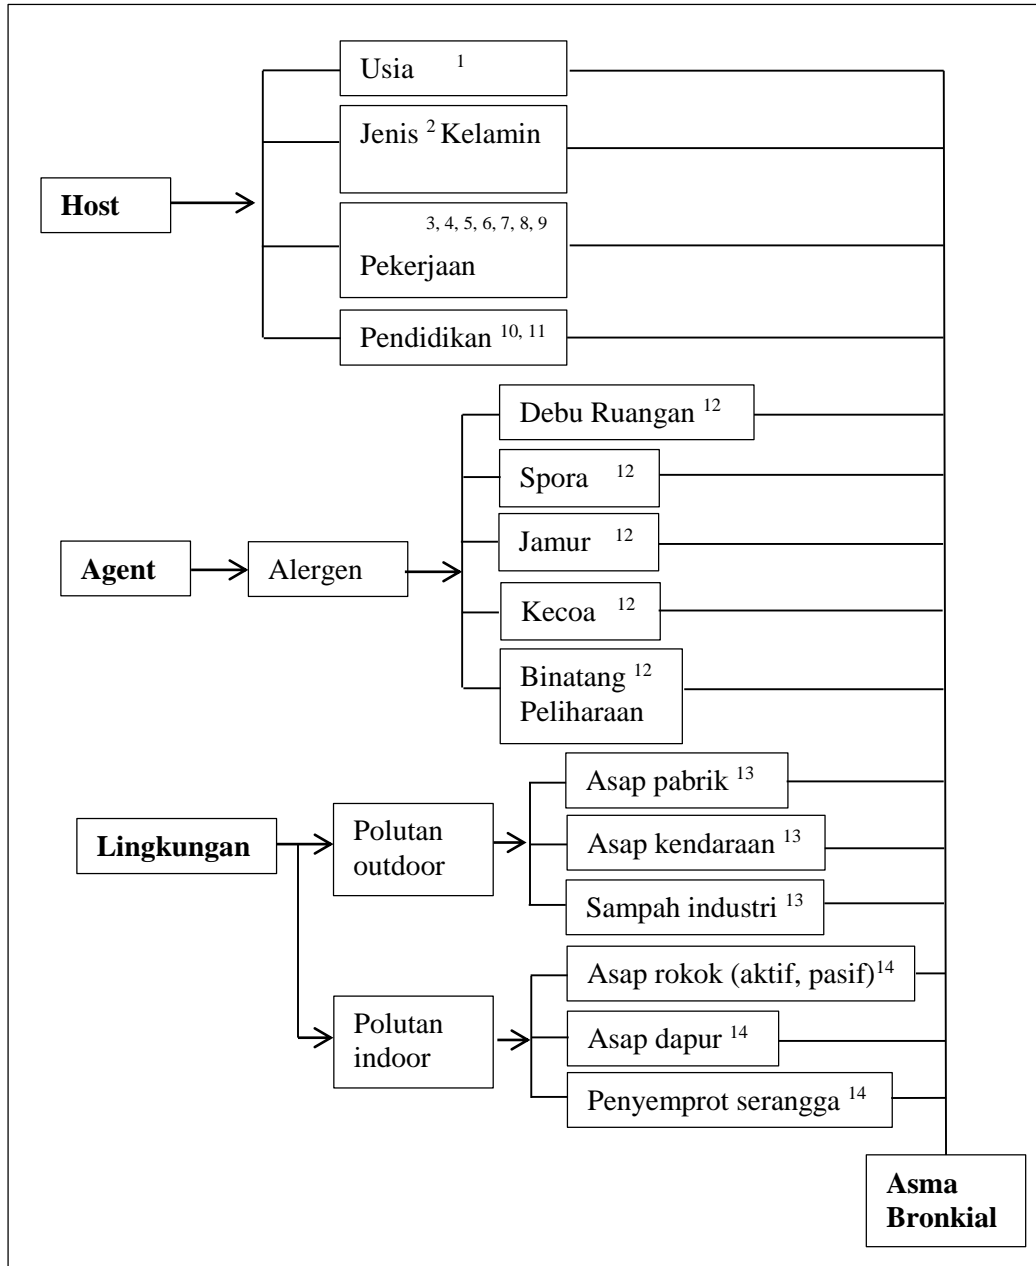 Usia 1
Jenis 2 Kelamin
Host
3, 4, 5, 6, 7, 8, 9
Pekerjaan
Pendidikan 10, 11
Debu Ruangan 12
Spora 12
Jamur 12
Agent
Alergen
Kecoa 12
Binatang 12
Peliharaan
Asap pabrik 13
Lingkungan
Polutan
outdoor
Asap kendaraan 13
Sampah industri 13
Asap rokok (aktif, pasif)14
Polutan
indoor
Asap dapur 14
Penyemprot serangga 14
Asma
Bronkial